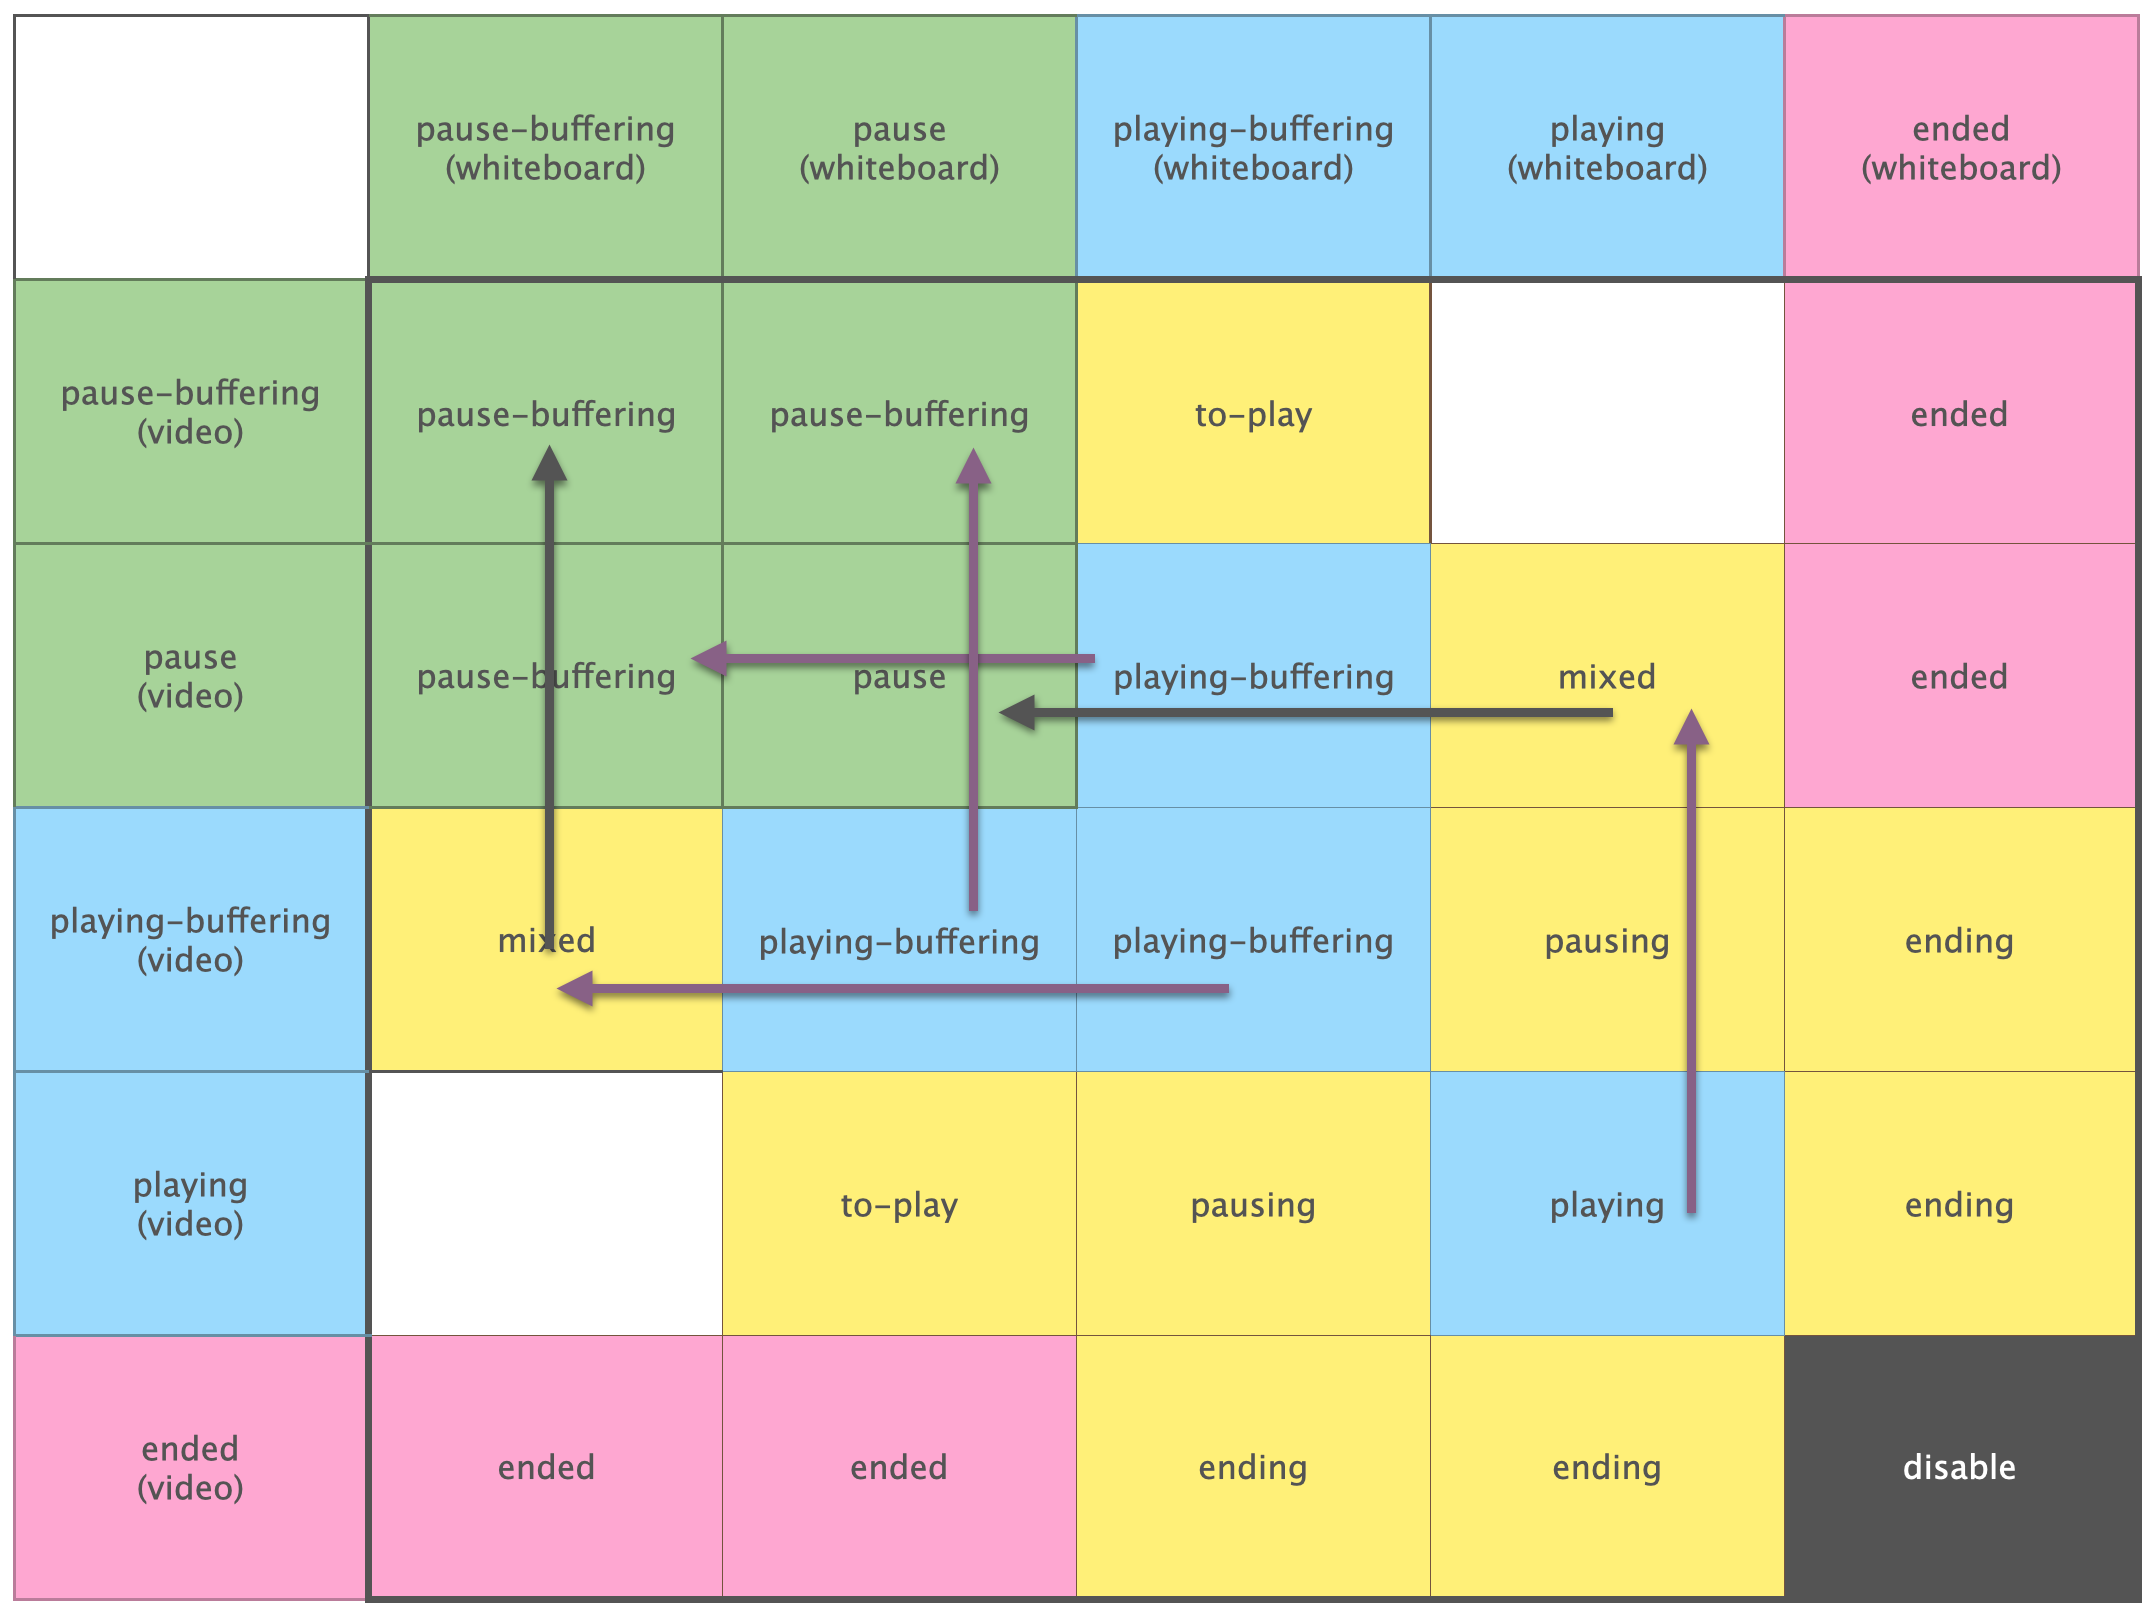 pause-buffering
(whiteboard)
pause
(whiteboard)
playing-buffering
(whiteboard)
playing
(whiteboard)
ended
(whiteboard)
pause-buffering
(video)
pause-buffering
pause-buffering
to-play
ended
pause
(video)
pause-buffering
pause
playing-buffering
mixed
ended
playing-buffering
(video)
mixed
playing-buffering
playing-buffering
pausing
ending
playing
(video)
to-play
pausing
playing
ending
ended
(video)
ended
ended
ending
ending
disable